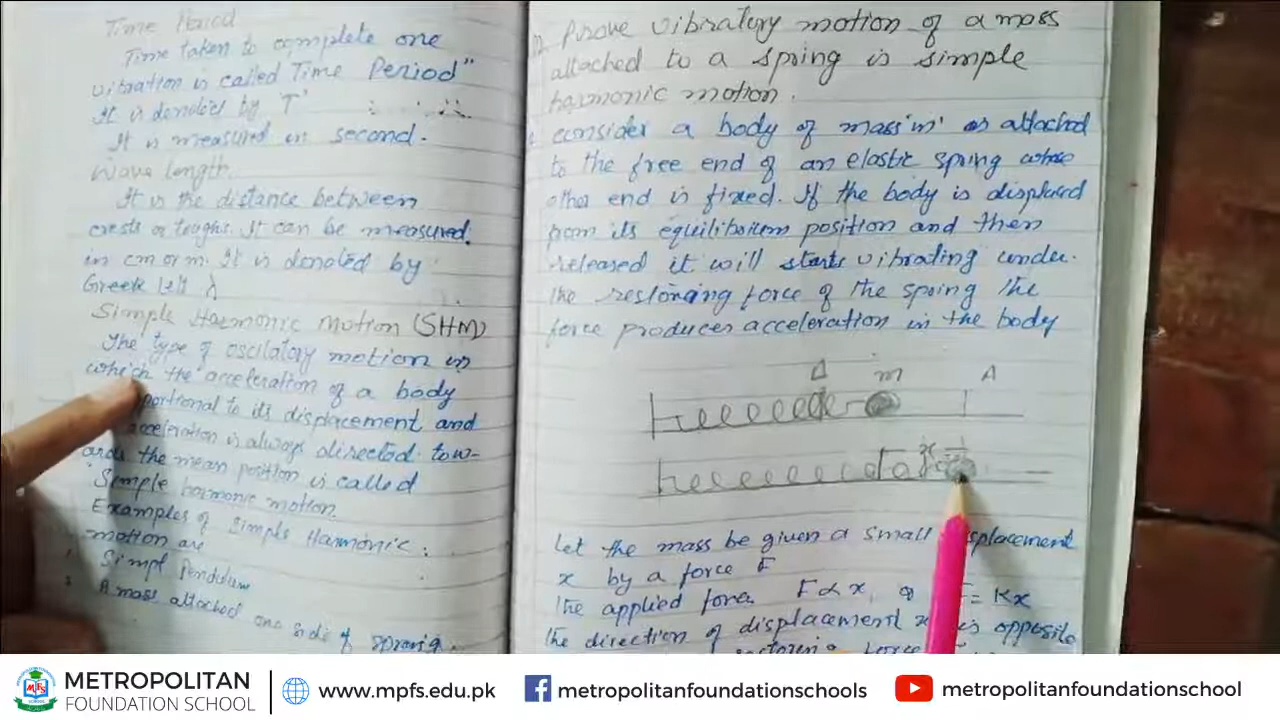 Time Period
Time taken to complete one
vibration is called Time Period"
It is denoted by T'
It is measured in second.
Wave length
It is the distance between
crests or
It can be measured
in cm or m. It is denoted by
Greek λ
Simple Harmonic Motion (SHM)
The type of oscilatory motion in
which the acceleration of a body
portional to its displacement and
acceleration is always directed tow-
ards the mean position is called
Simple harmonic motion.
Examples of Simple Harmonic
motion are
1 Simpl Pendulum
2 A mass attached one side of
Prove vibratory motion of a mass
attached to a spring is simple
harmonic motion.
consider a body of mass 'm' attached
to the free end of an elastic spring whose
other end is fixed. If the body is displaced
from its equilibrium position and then
released it will starts vibrating under
the restoring force of the spring the
force produces acceleration in the body
m A
x
Let the mass be given a small splacement
x by a force F
The applied force F ∝ x, = Kx
the direction of displacement x is opposite
force
METROPOLITAN
FOUNDATION SCHOOL
www.mpfs.edu.pk
metropolitanfoundationschools
metropolitanfoundationschool